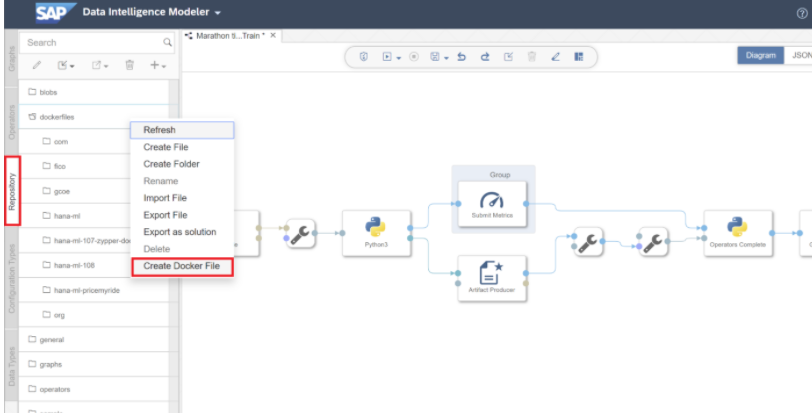 SAP Data Intelligence Modeler
Search
Marathon ti...Train *
Diagram
JSON
Graphs
Operators
Repository
Configuration Types
Data Types
blobs
dockerfiles
com
fico
gcoe
hana-ml
hana-ml-107-zypper-do
hana-ml-108
hana-ml-pricemyride
org
general
graphs
operators
Refresh
Create File
Create Folder
Rename
Import File
Export File
Export as solution
Delete
Create Docker File
Group
Submit Metrics
Python3
Artifact Producer
Operators Complete